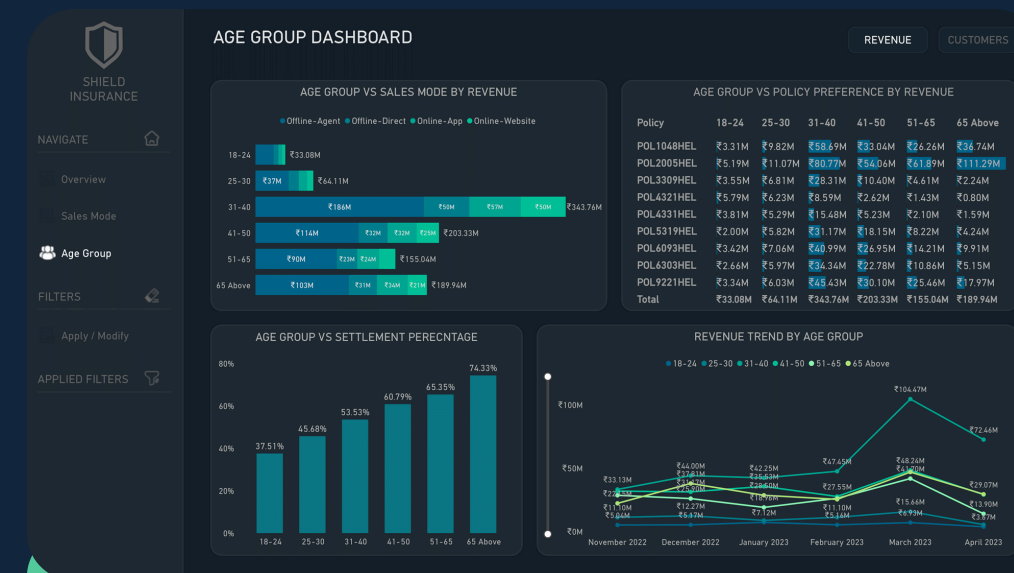 SHIELD
INSURANCE
NAVIGATE
Overview
Sales Mode
Age Group
FILTERS
Apply / Modify
APPLIED FILTERS
AGE GROUP DASHBOARD
REVENUE
CUSTOMERS
AGE GROUP VS SALES MODE BY REVENUE
Offline-Agent Offline-Direct Online-App Online-Website
18-24 ₹33.08M
25-30 ₹37M ₹64.11M
31-40 ₹186M ₹50M ₹57M ₹50M ₹343.76M
41-50 ₹114M ₹32M ₹32M ₹25M ₹203.33M
51-65 ₹90M ₹23M ₹24M ₹155.04M
65 Above ₹103M ₹31M ₹34M ₹21M ₹189.94M
AGE GROUP VS POLICY PREFERENCE BY REVENUE
Policy 18-24 25-30 31-40 41-50 51-65 65 Above
POL1048HEL ₹3.31M ₹9.82M ₹58.69M ₹33.04M ₹26.26M ₹36.74M
POL2005HEL ₹5.19M ₹11.07M ₹80.77M ₹54.06M ₹61.89M ₹111.29M
POL3309HEL ₹3.55M ₹6.81M ₹28.31M ₹10.40M ₹4.61M ₹2.24M
POL4321HEL ₹5.79M ₹6.23M ₹8.59M ₹2.62M ₹1.43M ₹0.80M
POL4331HEL ₹3.81M ₹5.29M ₹15.48M ₹5.23M ₹2.10M ₹1.59M
POL5319HEL ₹2.00M ₹5.82M ₹31.17M ₹18.15M ₹8.22M ₹4.24M
POL6093HEL ₹3.42M ₹7.06M ₹40.99M ₹26.95M ₹14.21M ₹9.91M
POL6303HEL ₹2.66M ₹5.97M ₹34.34M ₹22.78M ₹10.86M ₹5.15M
POL9221HEL ₹3.34M ₹6.03M ₹45.43M ₹30.10M ₹25.46M ₹17.97M
Total ₹33.08M ₹64.11M ₹343.76M ₹203.33M ₹155.04M ₹189.94M
AGE GROUP VS SETTLEMENT PERECNTAGE
80%
60%
40%
20%
0%
37.51%
45.68%
53.53%
60.79%
65.35%
74.33%
18-24 25-30 31-40 41-50 51-65 65 Above
REVENUE TREND BY AGE GROUP
18-24 25-30 31-40 41-50 51-65 65 Above
₹100M
₹50M
₹0M
₹33.13M
₹11.10M
₹5.04M
₹44.00M
₹12.27M
₹5.17M
₹42.25M
₹7.12M
₹47.45M
₹27.55M
₹11.10M
₹5.16M
₹104.47M
₹48.24M
₹15.66M
₹6.93M
₹72.46M
₹29.07M
₹13.90M
November 2022 December 2022 January 2023 February 2023 March 2023 April 2023